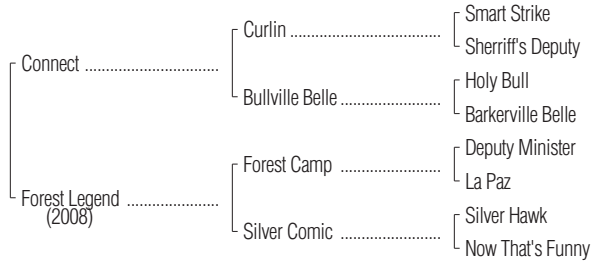 Smart Strike
Curlin ..............................................
Sherriff's Deputy
Connect ..........................................
Holy Bull
Bullville Belle ..............................
Barkerville Belle
Deputy Minister
Forest Camp ..............................
La Paz
Forest Legend .............................
(2008)
Silver Hawk
Silver Comic ..............................
Now That's Funny